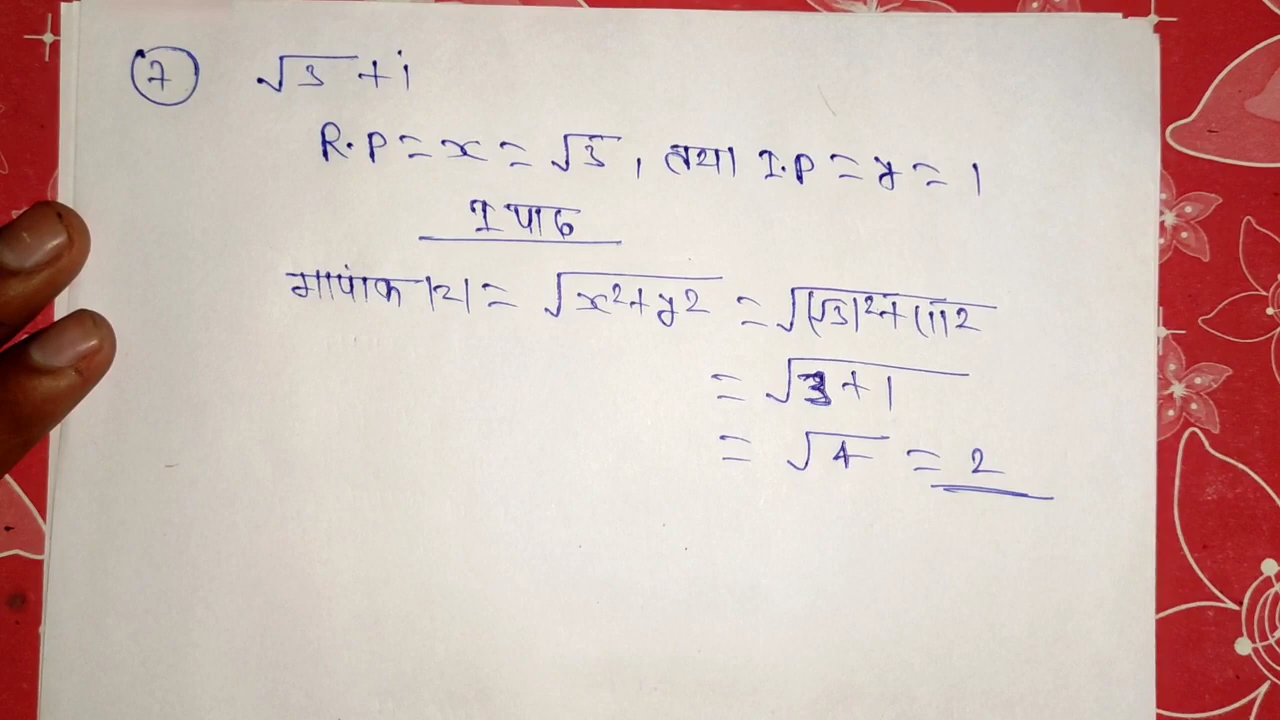 7 √3 + i
R.P = x = √3, तथा I.P = y = 1
I पाद
मापांक |z| = √x²+y² = √(√3)²+(1)²
= √3+1
= √4 = 2